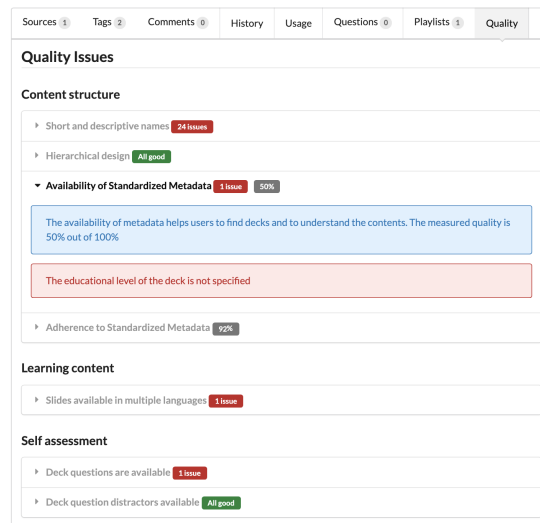 Sources 1 Tags 2 Comments 0 History Usage Questions 0 Playlists 1 Quality
Quality Issues
Content structure
Short and descriptive names 24 issues
Hierarchical design All good
Availability of Standardized Metadata 1 issue 50%
The availability of metadata helps users to find decks and to understand the contents. The measured quality is
50% out of 100%
The educational level of the deck is not specified
Adherence to Standardized Metadata 92%
Learning content
Slides available in multiple languages 1 issue
Self assessment
Deck questions are available 1 issue
Deck question distractors available All good